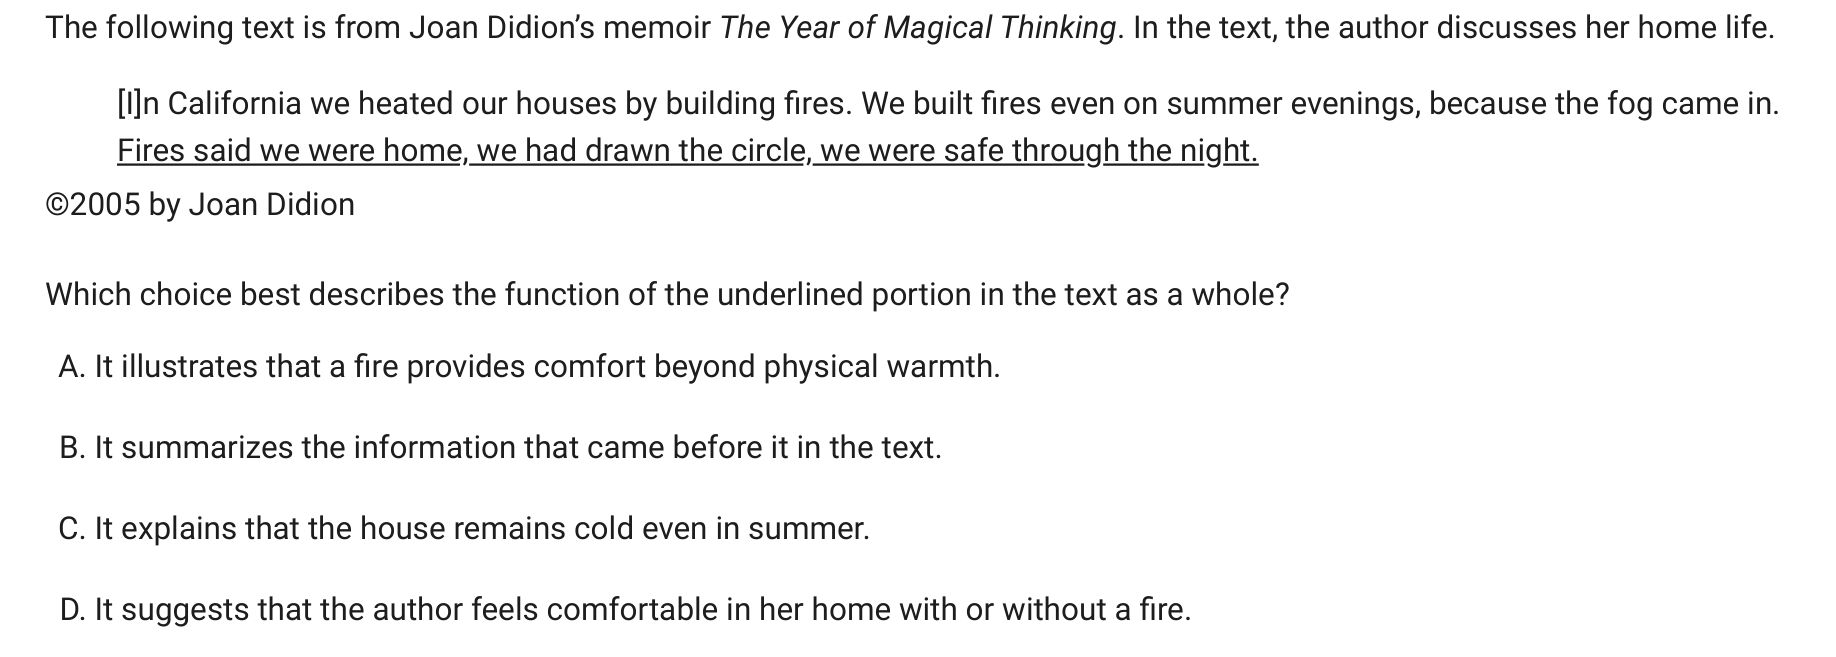 The following text is from Joan Didion’s memoir The Year of Magical Thinking. In the text, the author discusses her home life.
[I]n California we heated our houses by building fires. We built fires even on summer evenings, because the fog came in.
Fires said we were home, we had drawn the circle, we were safe through the night.
©2005 by Joan Didion
Which choice best describes the function of the underlined portion in the text as a whole?
A. It illustrates that a fire provides comfort beyond physical warmth.
B. It summarizes the information that came before it in the text.
C. It explains that the house remains cold even in summer.
D. It suggests that the author feels comfortable in her home with or without a fire.